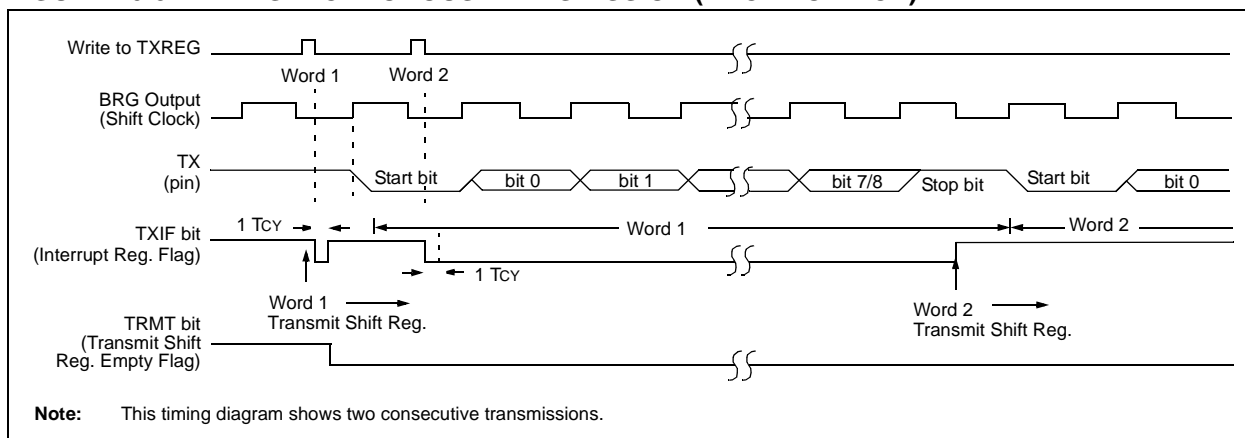 Write to TXREG
Word 1
Word 2
BRG Output
(Shift Clock)
TX
(pin)
Start bit
bit 0
bit 1
bit 7/8
Stop bit
Start bit
bit 0
1 TCY
TXIF bit
(Interrupt Reg. Flag)
Word 1
Word 2
1 TCY
Word 1
Transmit Shift Reg.
Word 2
Transmit Shift Reg.
TRMT bit
(Transmit Shift
Reg. Empty Flag)
Note: This timing diagram shows two consecutive transmissions.